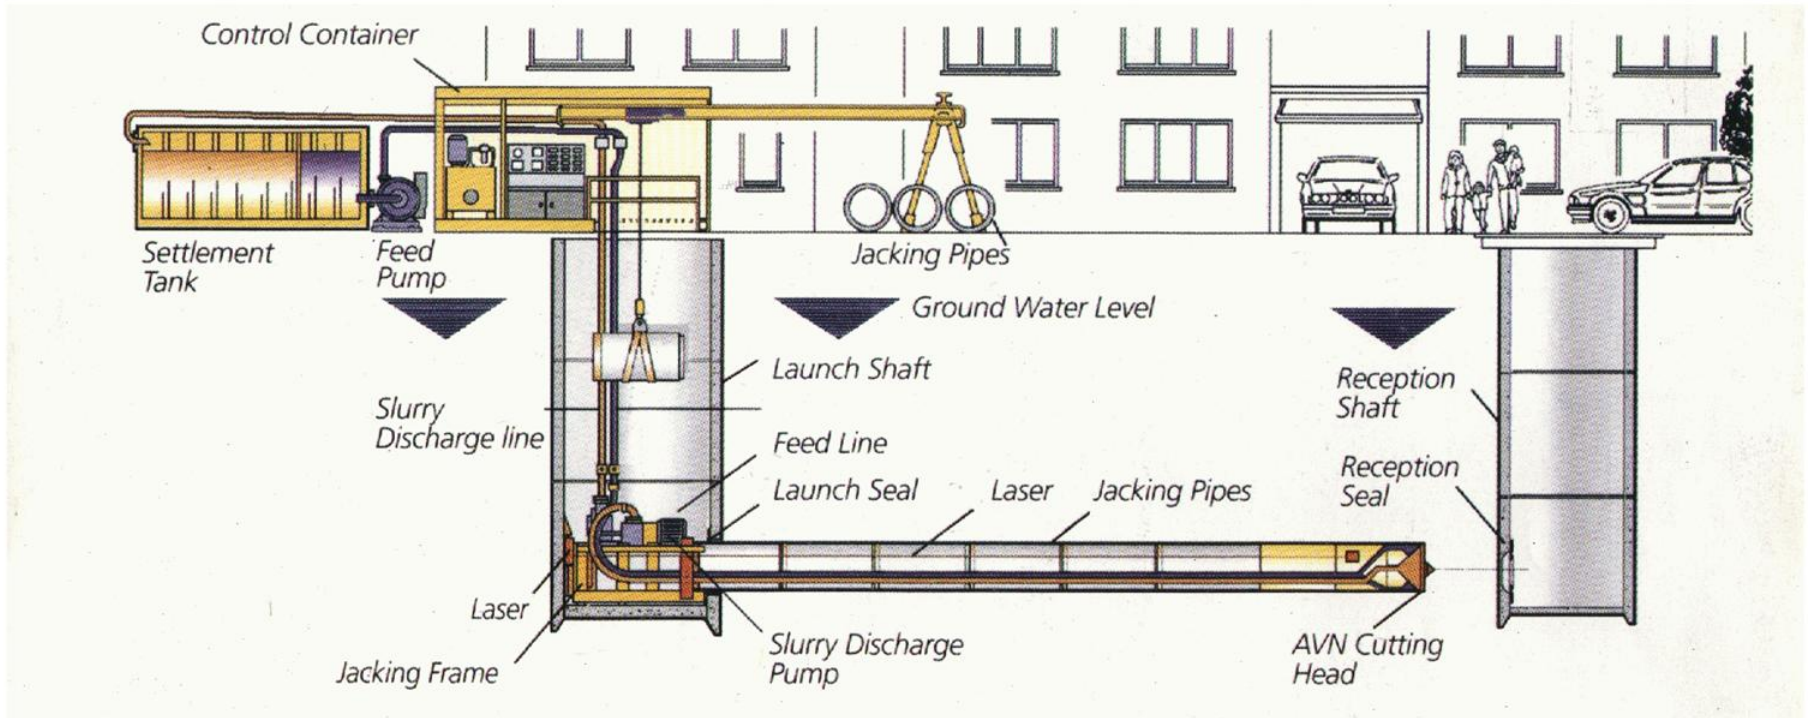 Control Container
Settlement
Tank
Feed
Pump
Jacking Pipes
Ground Water Level
Launch Shaft
Reception
Shaft
Slurry
Discharge line
Feed Line
Reception
Seal
Launch Seal
Laser
Jacking Pipes
Laser
Slurry Discharge
Pump
AVN Cutting
Head
Jacking Frame